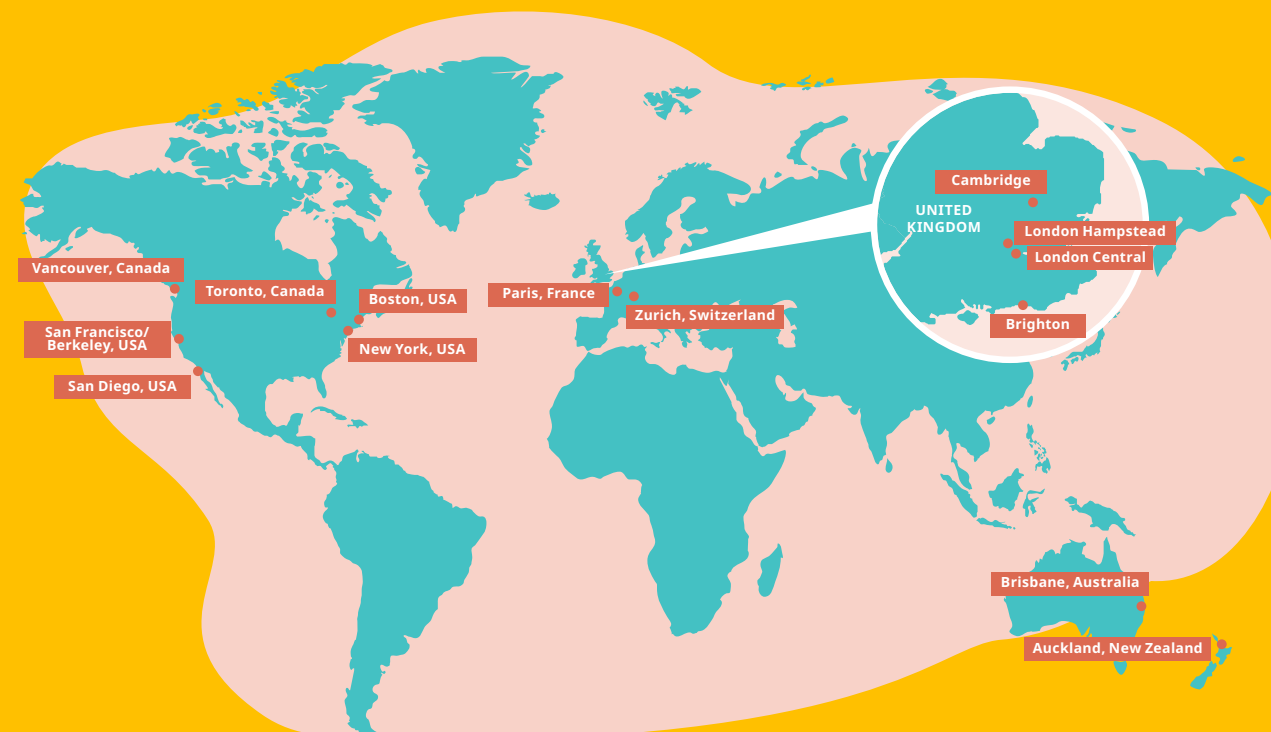 Cambridge
UNITED
KINGDOM
London Hampstead
London Central
Vancouver, Canada
Toronto, Canada
Boston, USA
Paris, France
Zurich, Switzerland
Brighton
San Francisco/
Berkeley, USA
New York, USA
San Diego, USA
Brisbane, Australia
Auckland, New Zealand